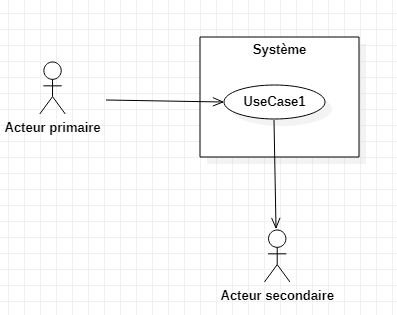 Système
UseCase1
Acteur primaire
Acteur secondaire